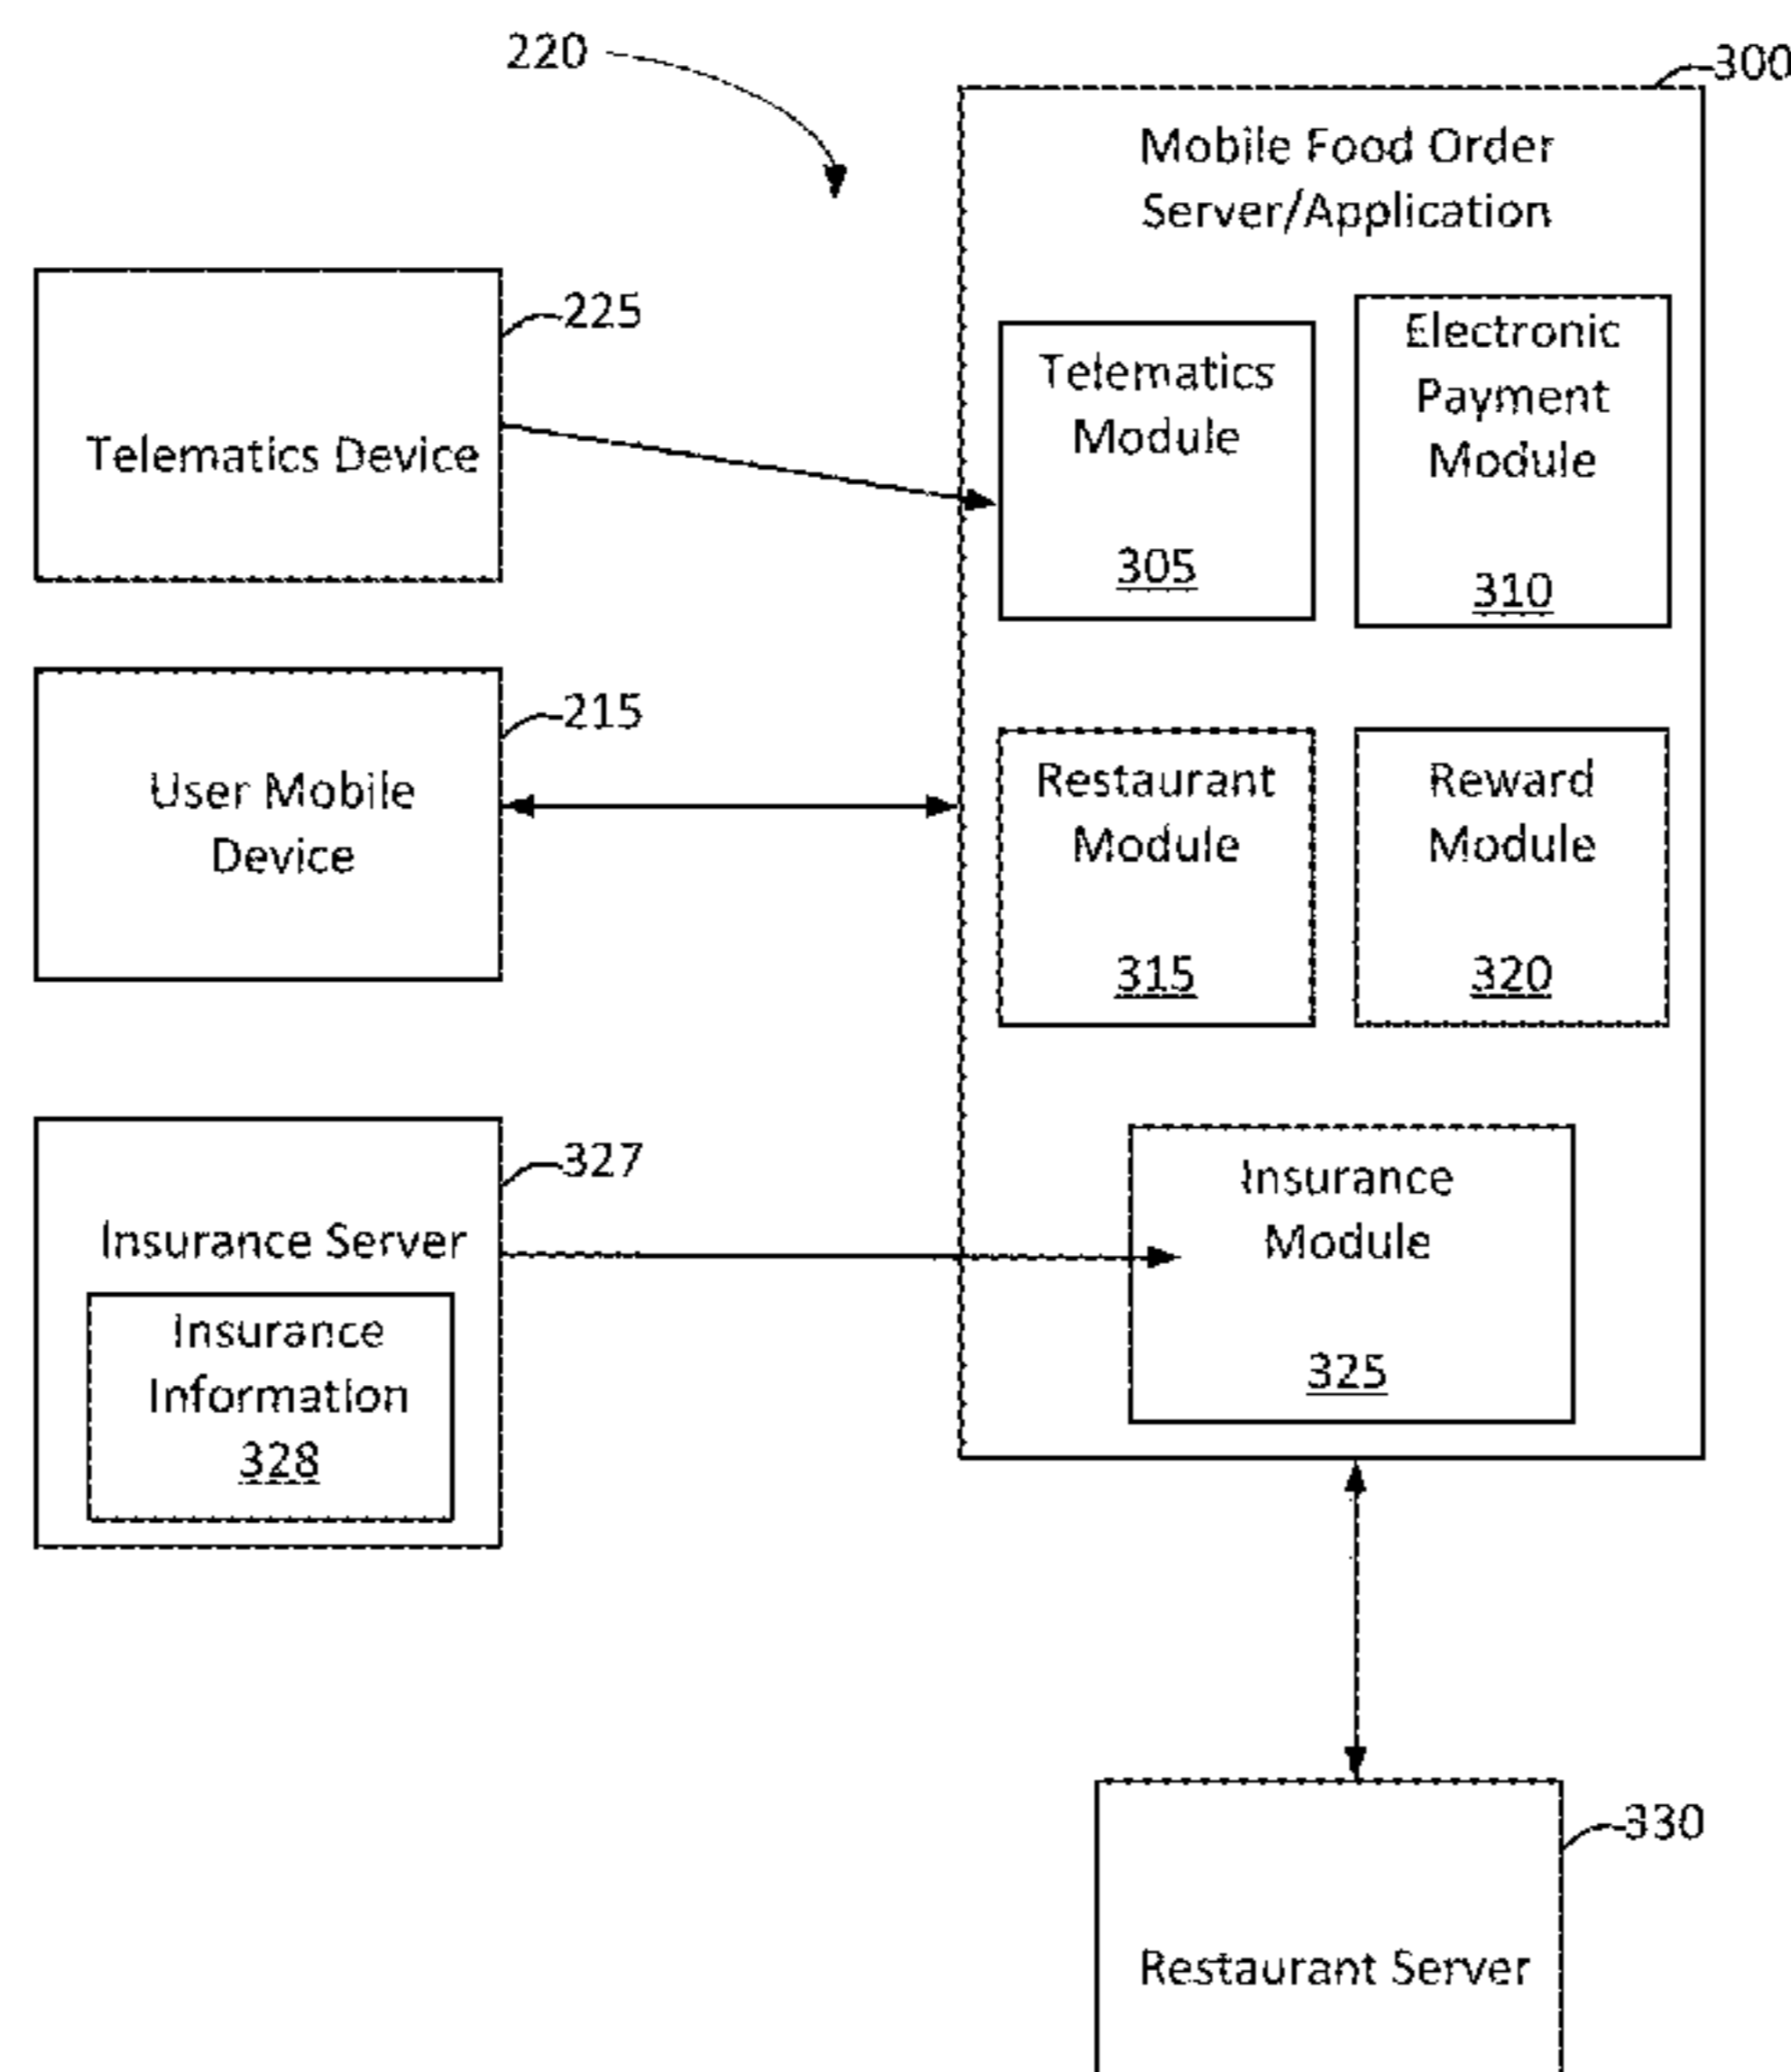 220
300
Mobile Food Order
Server/Application
225
Telematics Device
Telematics
Module
305
Electronic
Payment
Module
310
215
User Mobile
Device
Restaurant
Module
315
Reward
Module
320
327
Insurance Server
Insurance
Information
328
Insurance
Module
325
330
Restaurant Server